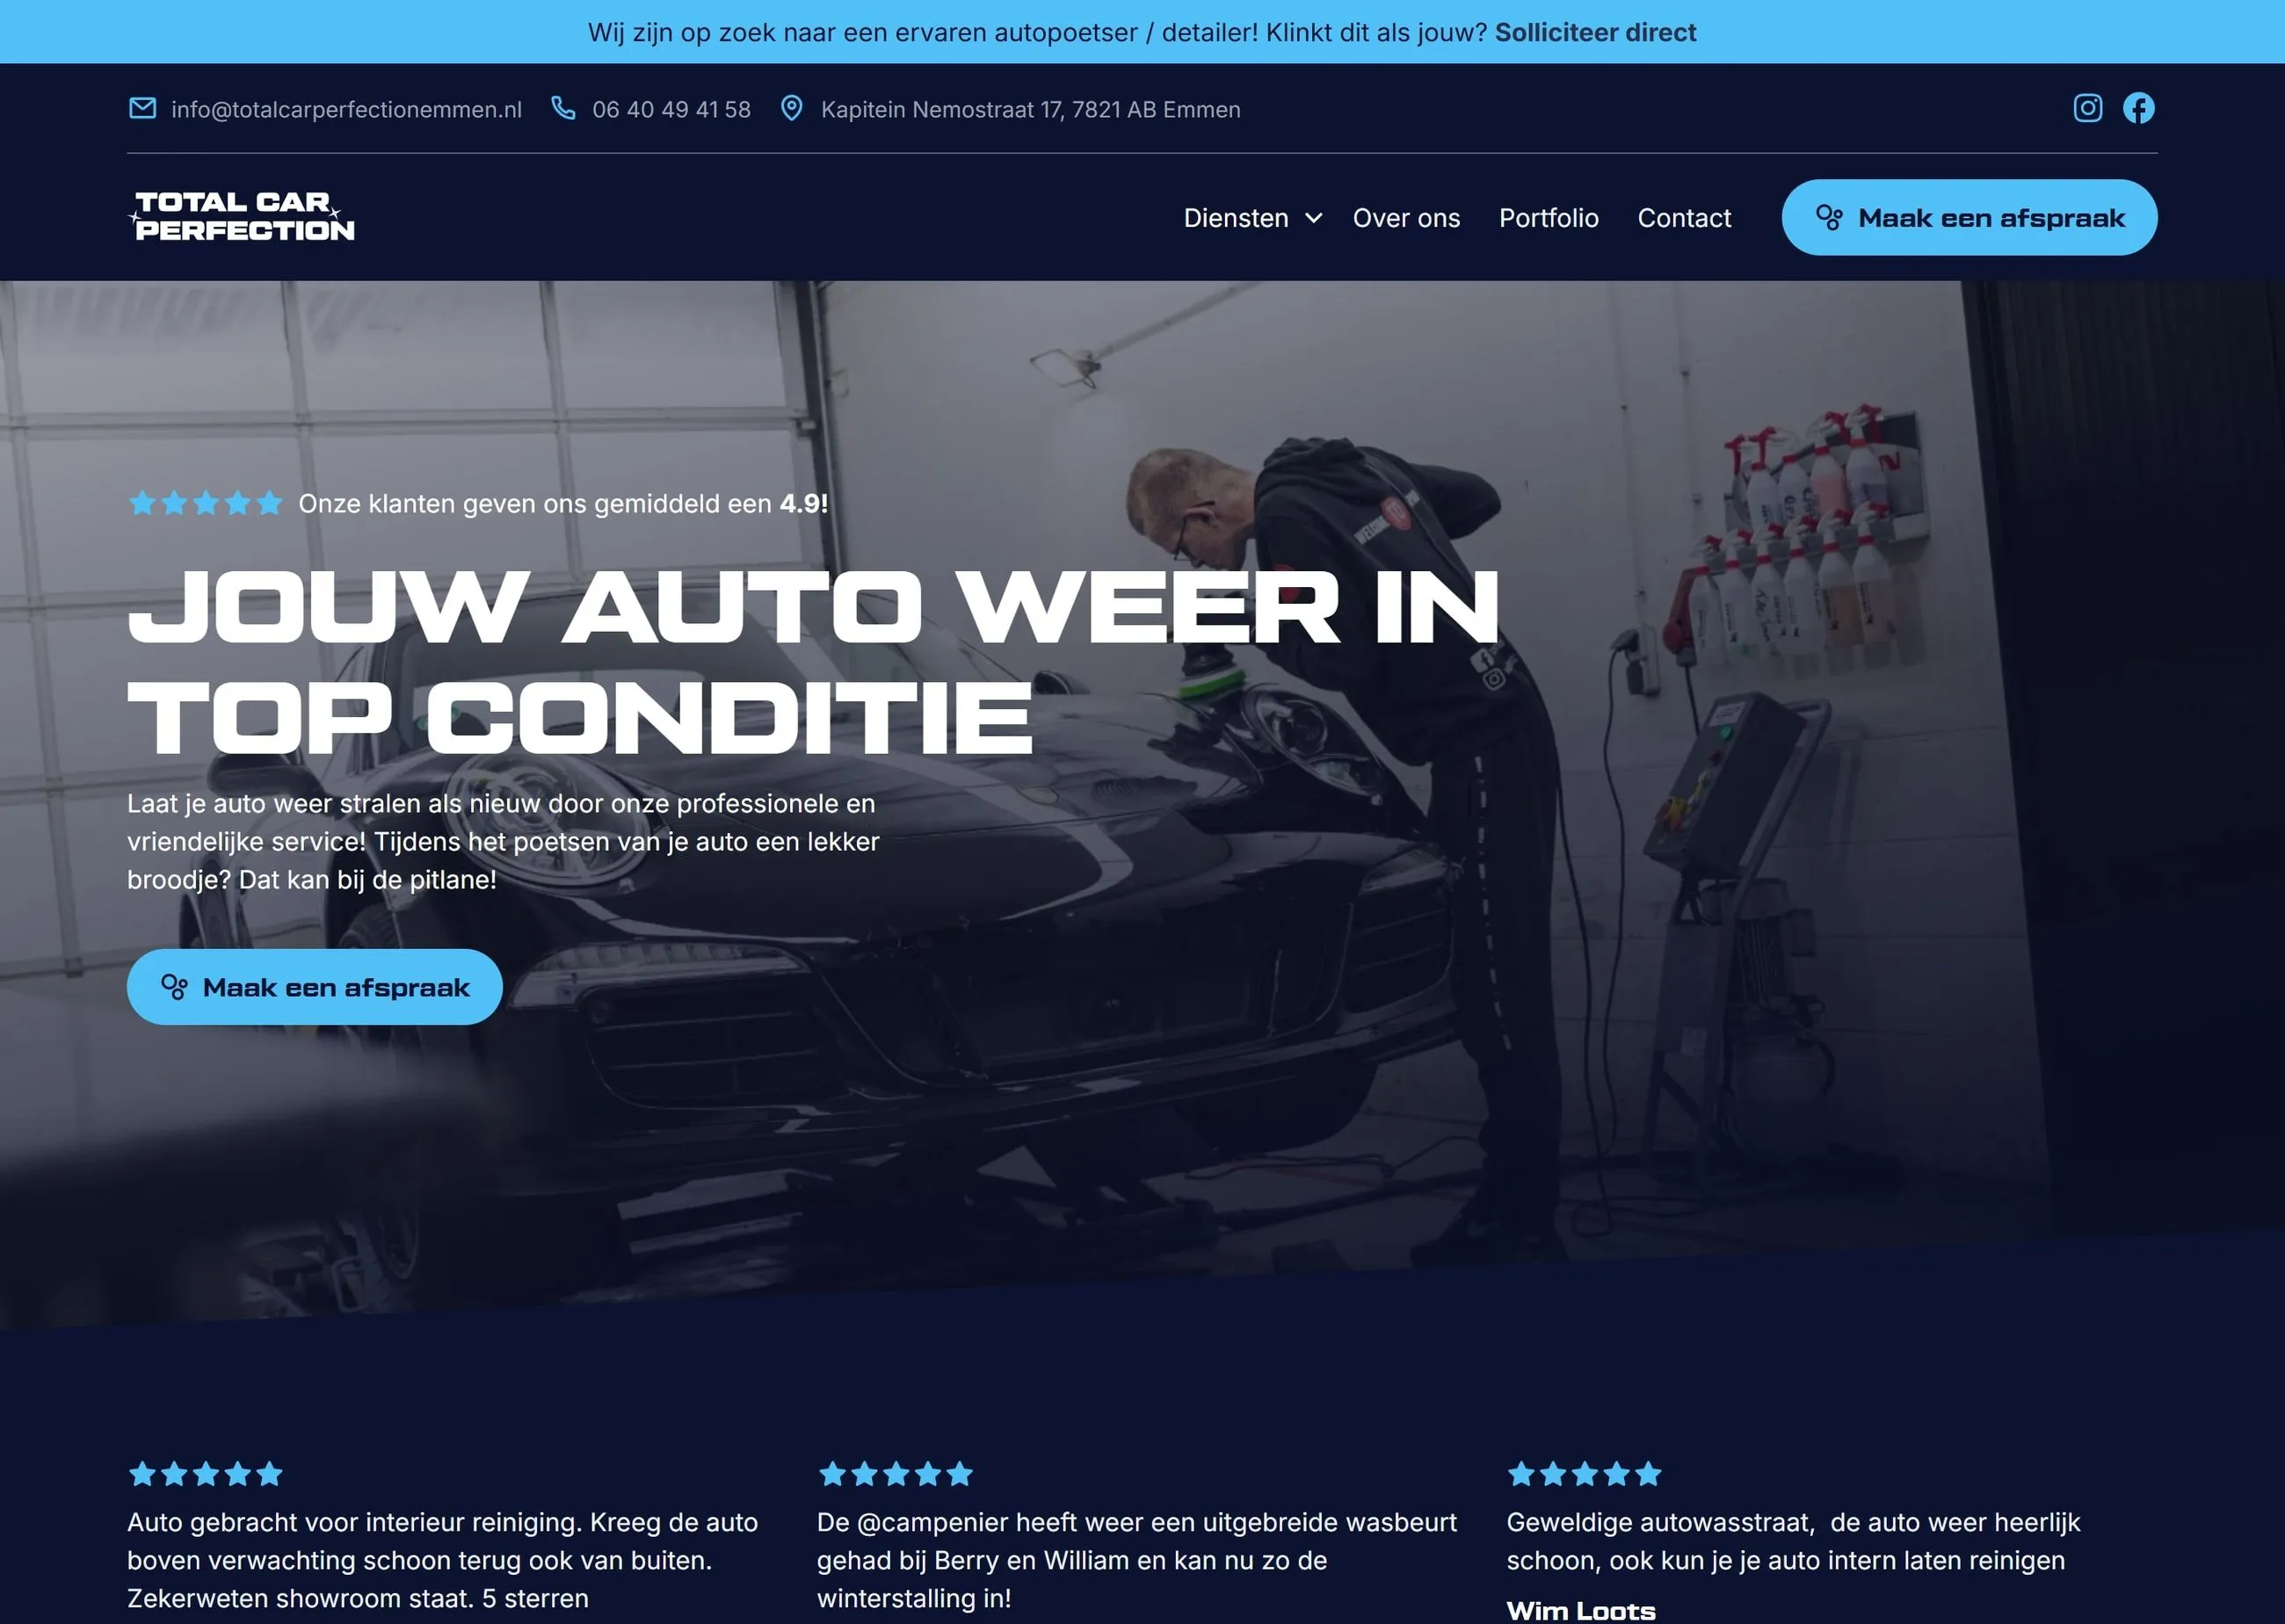 Wij zijn op zoek naar een ervaren autopoetser / detailer! Klinkt dit als jouw? Solliciteer direct
info@totalcarperfectionemmen.nl 06 40 49 41 58 Kapitein Nemostraat 17, 7821 AB Emmen
TOTAL CAR
PERFECTION
Diensten Over ons Portfolio Contact Maak een afspraak
Onze klanten geven ons gemiddeld een 4.9!
JOUW AUTO WEER IN
TOP CONDITIE
Laat je auto weer stralen als nieuw door onze professionele en
vriendelijke service! Tijdens het poetsen van je auto een lekker
broodje? Dat kan bij de pitlane!
Maak een afspraak
Auto gebracht voor interieur reiniging. Kreeg de auto
boven verwachting schoon terug ook van buiten.
Zekerweten showroom staat. 5 sterren
De @campenier heeft weer een uitgebreide wasbeurt
gehad bij Berry en William en kan nu zo de
winterstalling in!
Geweldige autowasstraat, de auto weer heerlijk
schoon, ook kun je je auto intern laten reinigen
Wim Loots